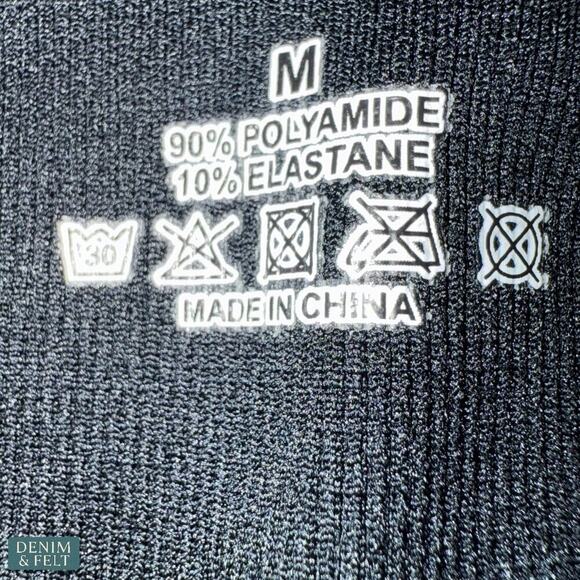 M
90% POLYAMIDE
10% ELASTANE
30
MADE IN CHINA
DENIM
& FELT